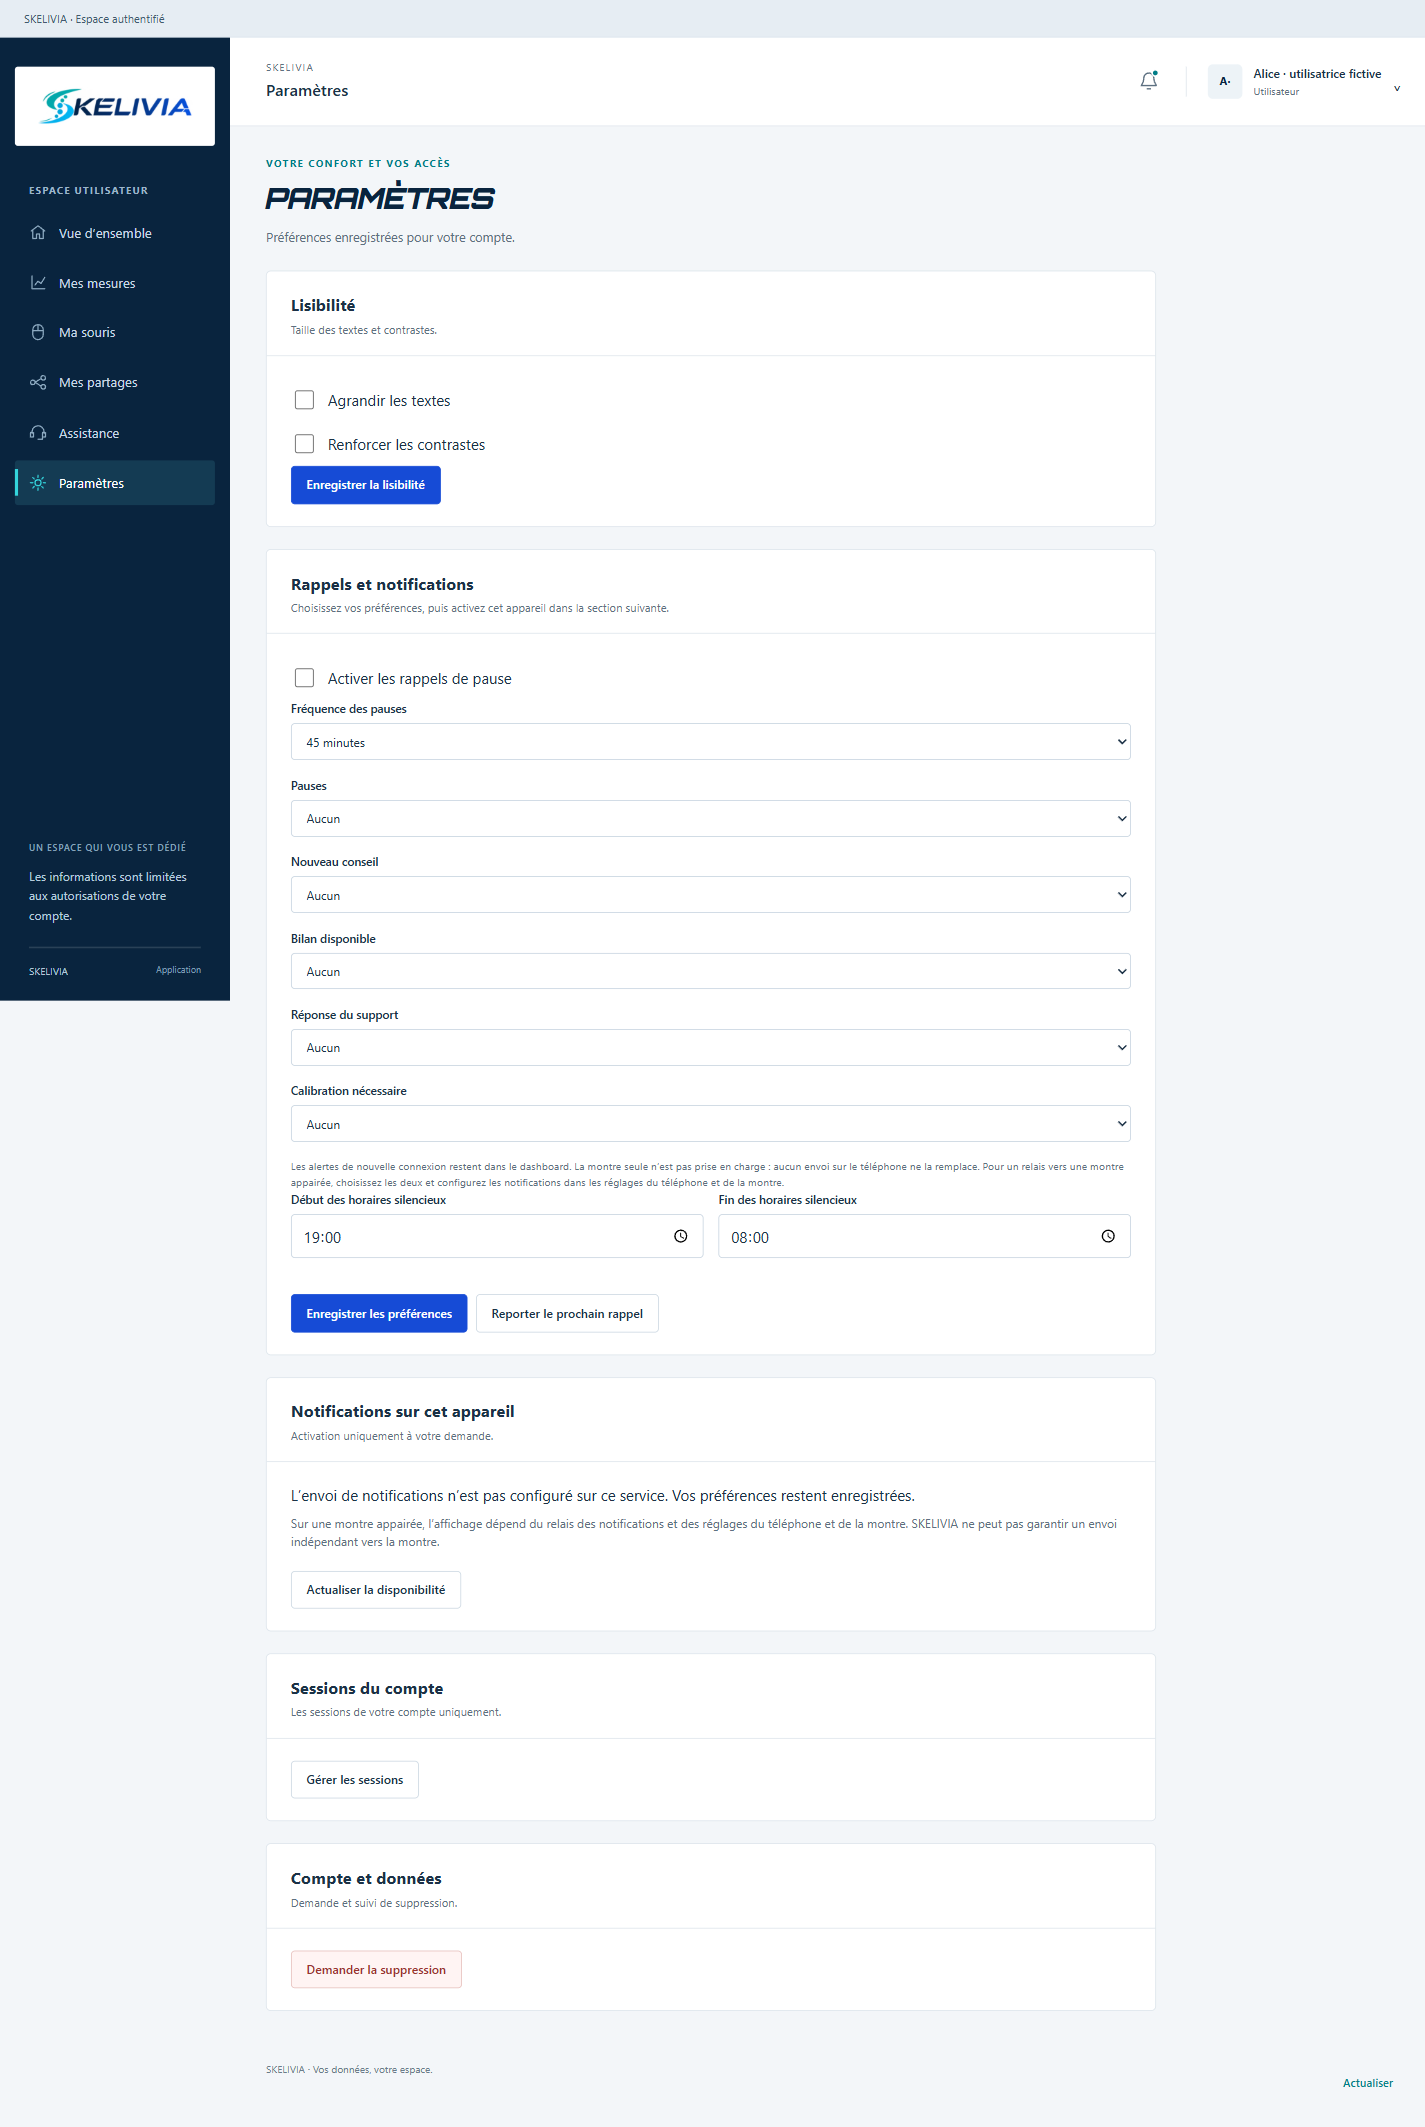 SKELIVIA · Espace authentifié
SKELIVIA
ESPACE UTILISATEUR
Vue d'ensemble
Mes mesures
Ma souris
Mes partages
Assistance
Paramètres
UN ESPACE QUI VOUS EST DÉDIÉ
Les informations sont limitées
aux autorisations de votre
compte.
SKELIVIA
Application
SKELIVIA
Paramètres
A·
Alice · utilisatrice fictive
Utilisateur
VOTRE CONFORT ET VOS ACCÈS
PARAMÈTRES
Préférences enregistrées pour votre compte.
Lisibilité
Taille des textes et contrastes.
Agrandir les textes
Renforcer les contrastes
Enregistrer la lisibilité
Rappels et notifications
Choisissez vos préférences, puis activez cet appareil dans la section suivante.
Activer les rappels de pause
Fréquence des pauses
45 minutes
Pauses
Aucun
Nouveau conseil
Aucun
Bilan disponible
Aucun
Réponse du support
Aucun
Calibration nécessaire
Aucun
Les alertes de nouvelle connexion restent dans le dashboard. La montre seule n'est pas prise en charge : aucun envoi sur le téléphone ne la remplace. Pour un relais vers une montre
appairée, choisissez les deux et configurez les notifications dans les réglages du téléphone et de la montre.
Début des horaires silencieux
Fin des horaires silencieux
19:00
08:00
Enregistrer les préférences
Reporter le prochain rappel
Notifications sur cet appareil
Activation uniquement à votre demande.
L'envoi de notifications n'est pas configuré sur ce service. Vos préférences restent enregistrées.
Sur une montre appairée, l'affichage dépend du relais des notifications et des réglages du téléphone et de la montre. SKELIVIA ne peut pas garantir un envoi
indépendant vers la montre.
Actualiser la disponibilité
Sessions du compte
Les sessions de votre compte uniquement.
Gérer les sessions
Compte et données
Demande et suivi de suppression.
Demander la suppression
SKELIVIA · Vos données, votre espace.
Actualiser